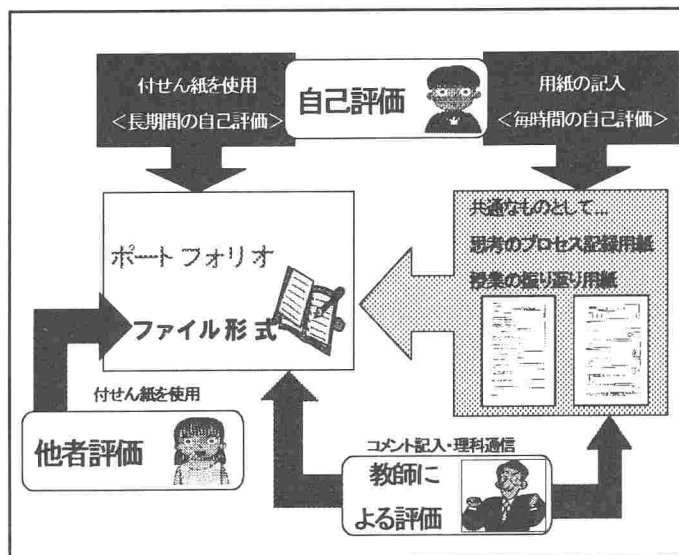 付せん紙を使用
<長期間の自己評価>
自己評価
用紙の記入
<毎時間の自己評価>
ポートフォリオ
ファイル形式
共通なものとして...
思考のプロセス記録用紙
授業の振り返り用紙
付せん紙を使用
他者評価
コメント記入・理科通信
教師に
よる評価